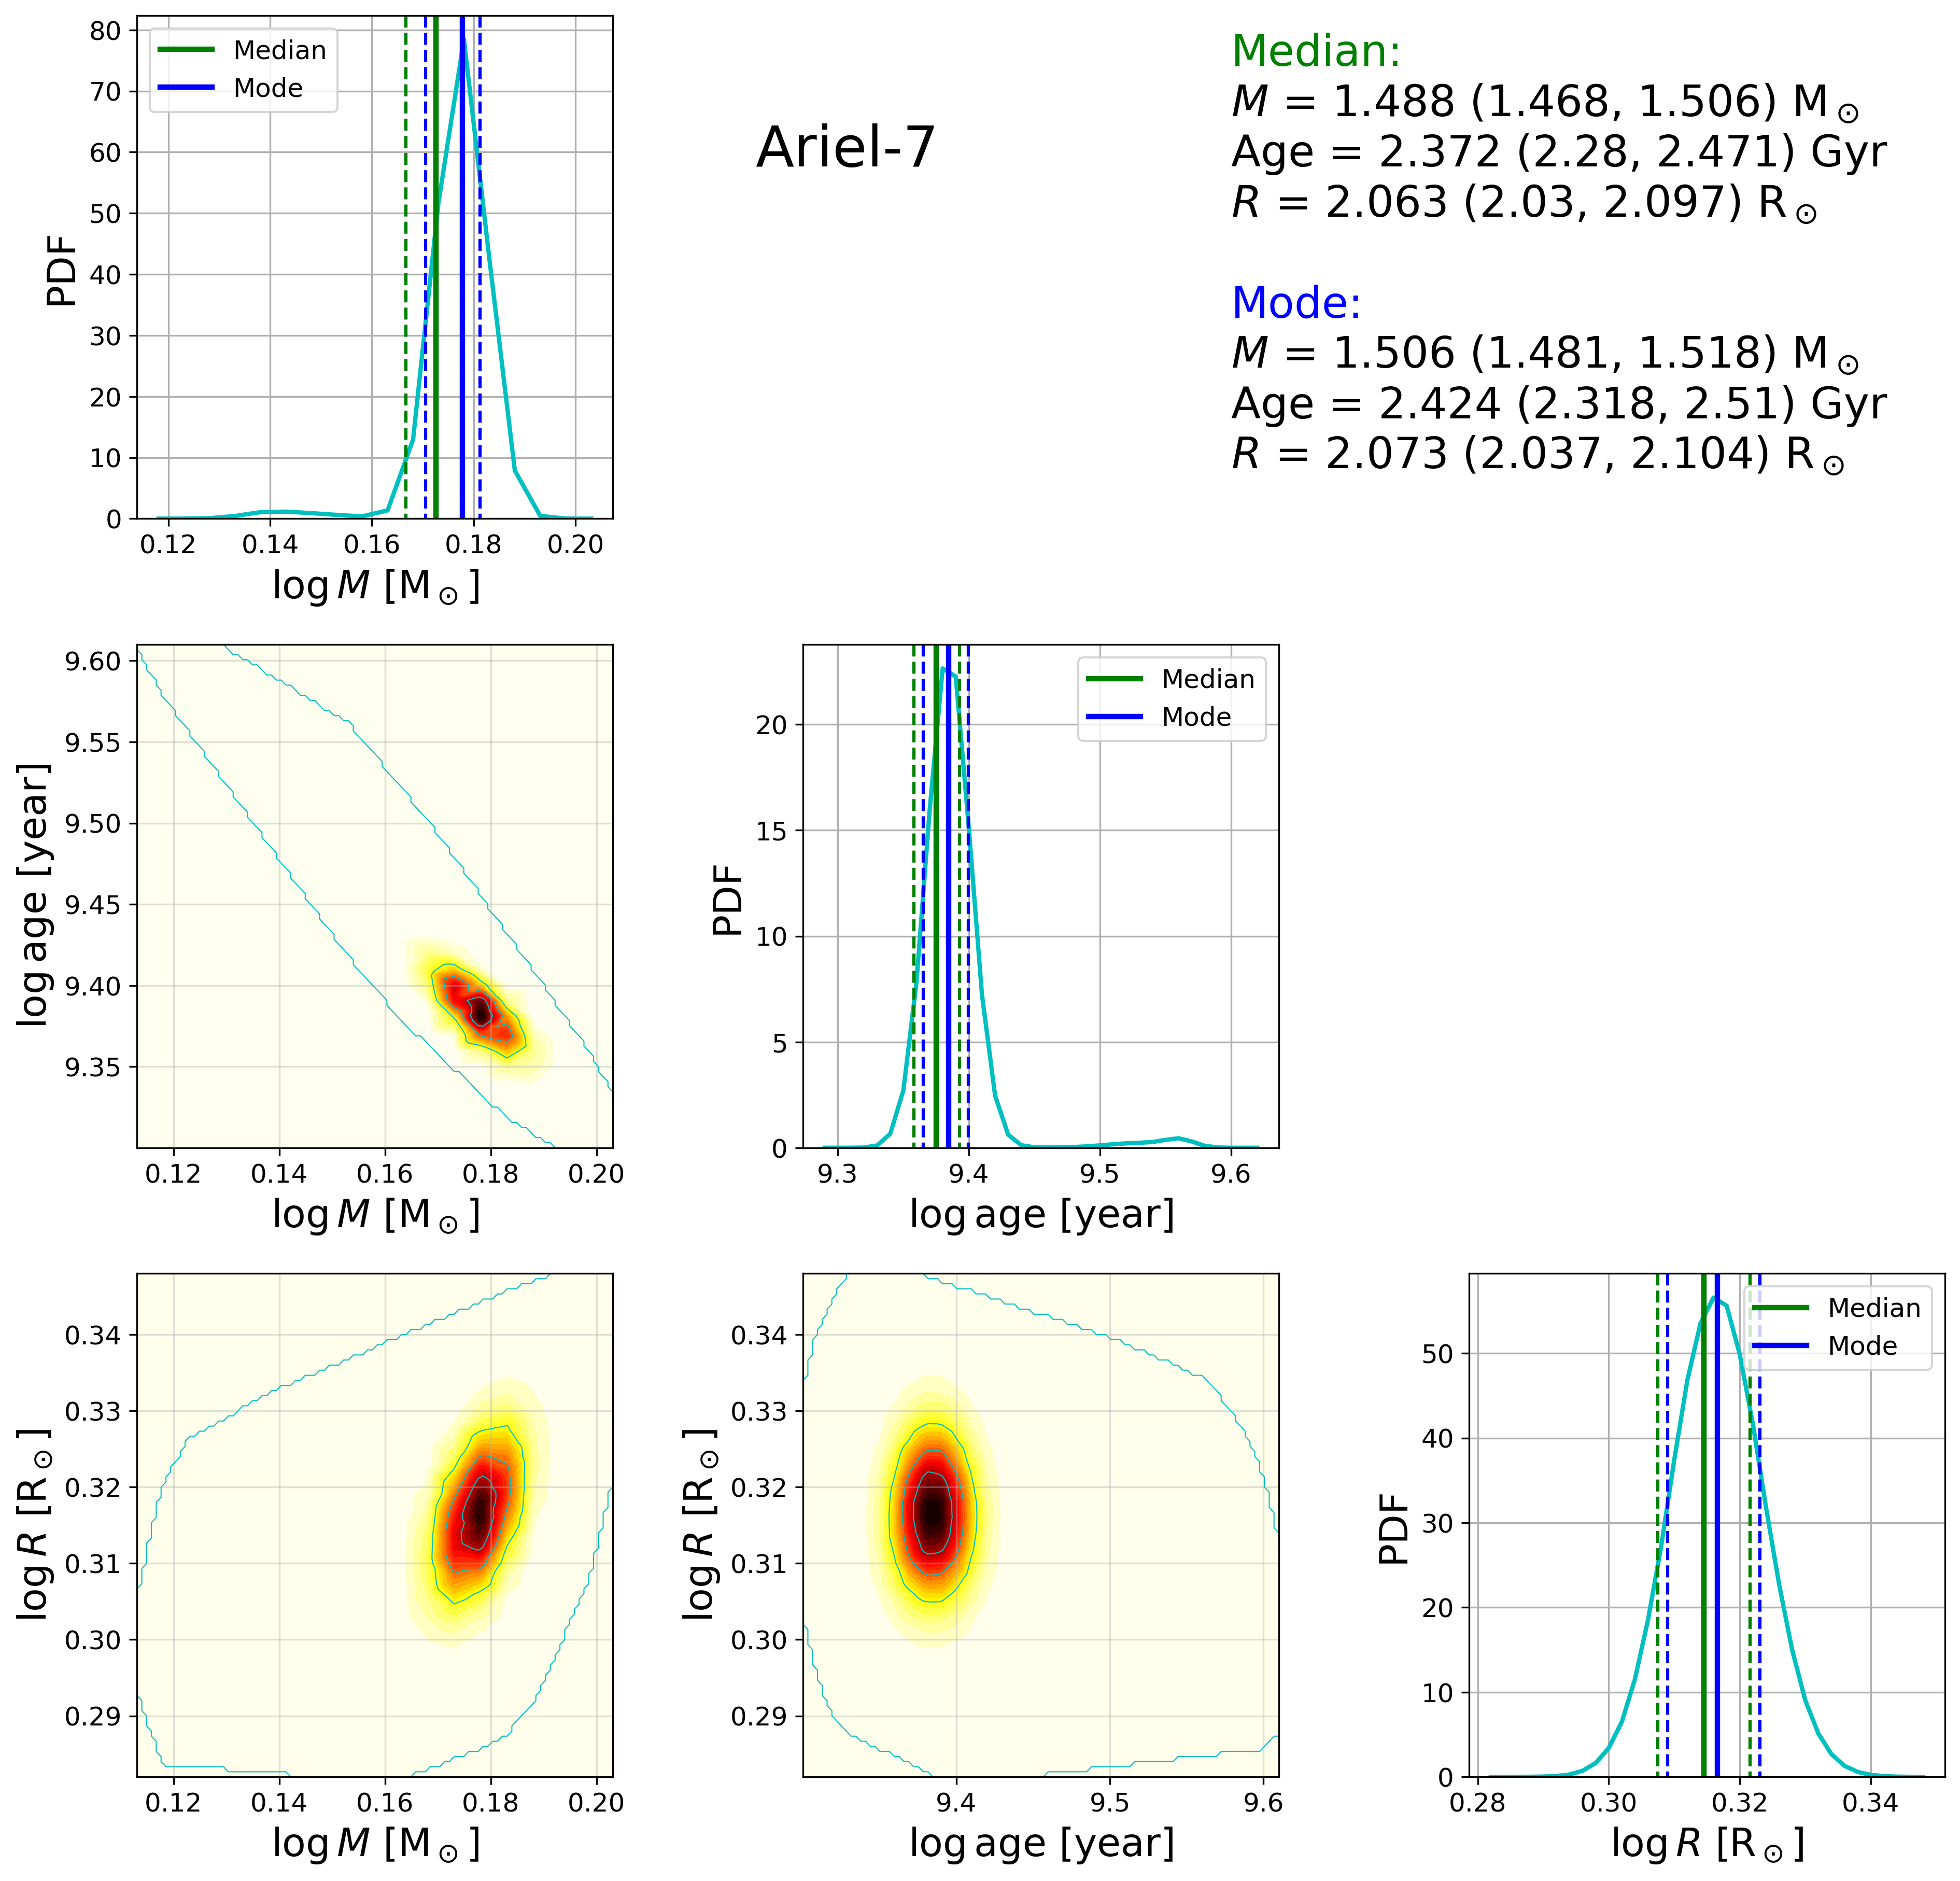 80
70
60
50
40
30
20
10
0
PDF
Median
Mode
0.12 0.14 0.16 0.18 0.20
log M [M⊙]
Ariel-7
Median:
M = 1.488 (1.468, 1.506) M⊙
Age = 2.372 (2.28, 2.471) Gyr
R = 2.063 (2.03, 2.097) R⊙
Mode:
M = 1.506 (1.481, 1.518) M⊙
Age = 2.424 (2.318, 2.51) Gyr
R = 2.073 (2.037, 2.104) R⊙
9.60
9.55
9.50
9.45
9.40
9.35
log age [year]
0.12 0.14 0.16 0.18 0.20
log M [M⊙]
20
15
10
5
0
PDF
Median
Mode
9.3 9.4 9.5 9.6
log age [year]
0.34
0.33
0.32
0.31
0.30
0.29
log R [R⊙]
0.12 0.14 0.16 0.18 0.20
log M [M⊙]
0.34
0.33
0.32
0.31
0.30
0.29
log R [R⊙]
9.4 9.5 9.6
log age [year]
50
40
30
20
10
0
PDF
Median
Mode
0.28 0.30 0.32 0.34
log R [R⊙]